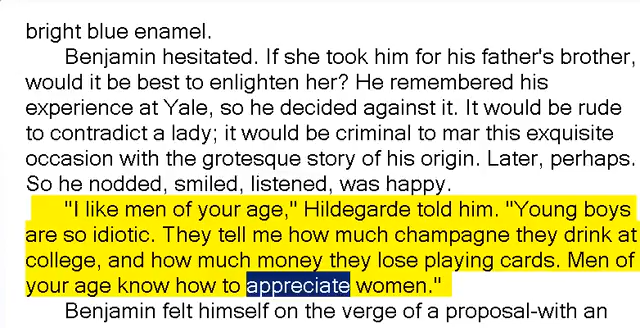 bright blue enamel.
Benjamin hesitated. If she took him for his father's brother,
would it be best to enlighten her? He remembered his
experience at Yale, so he decided against it. It would be rude
to contradict a lady; it would be criminal to mar this exquisite
occasion with the grotesque story of his origin. Later, perhaps.
So he nodded, smiled, listened, was happy.
"I like men of your age," Hildegarde told him. "Young boys
are so idiotic. They tell me how much champagne they drink at
college, and how much money they lose playing cards. Men of
your age know how to appreciate women."
Benjamin felt himself on the verge of a proposal-with an